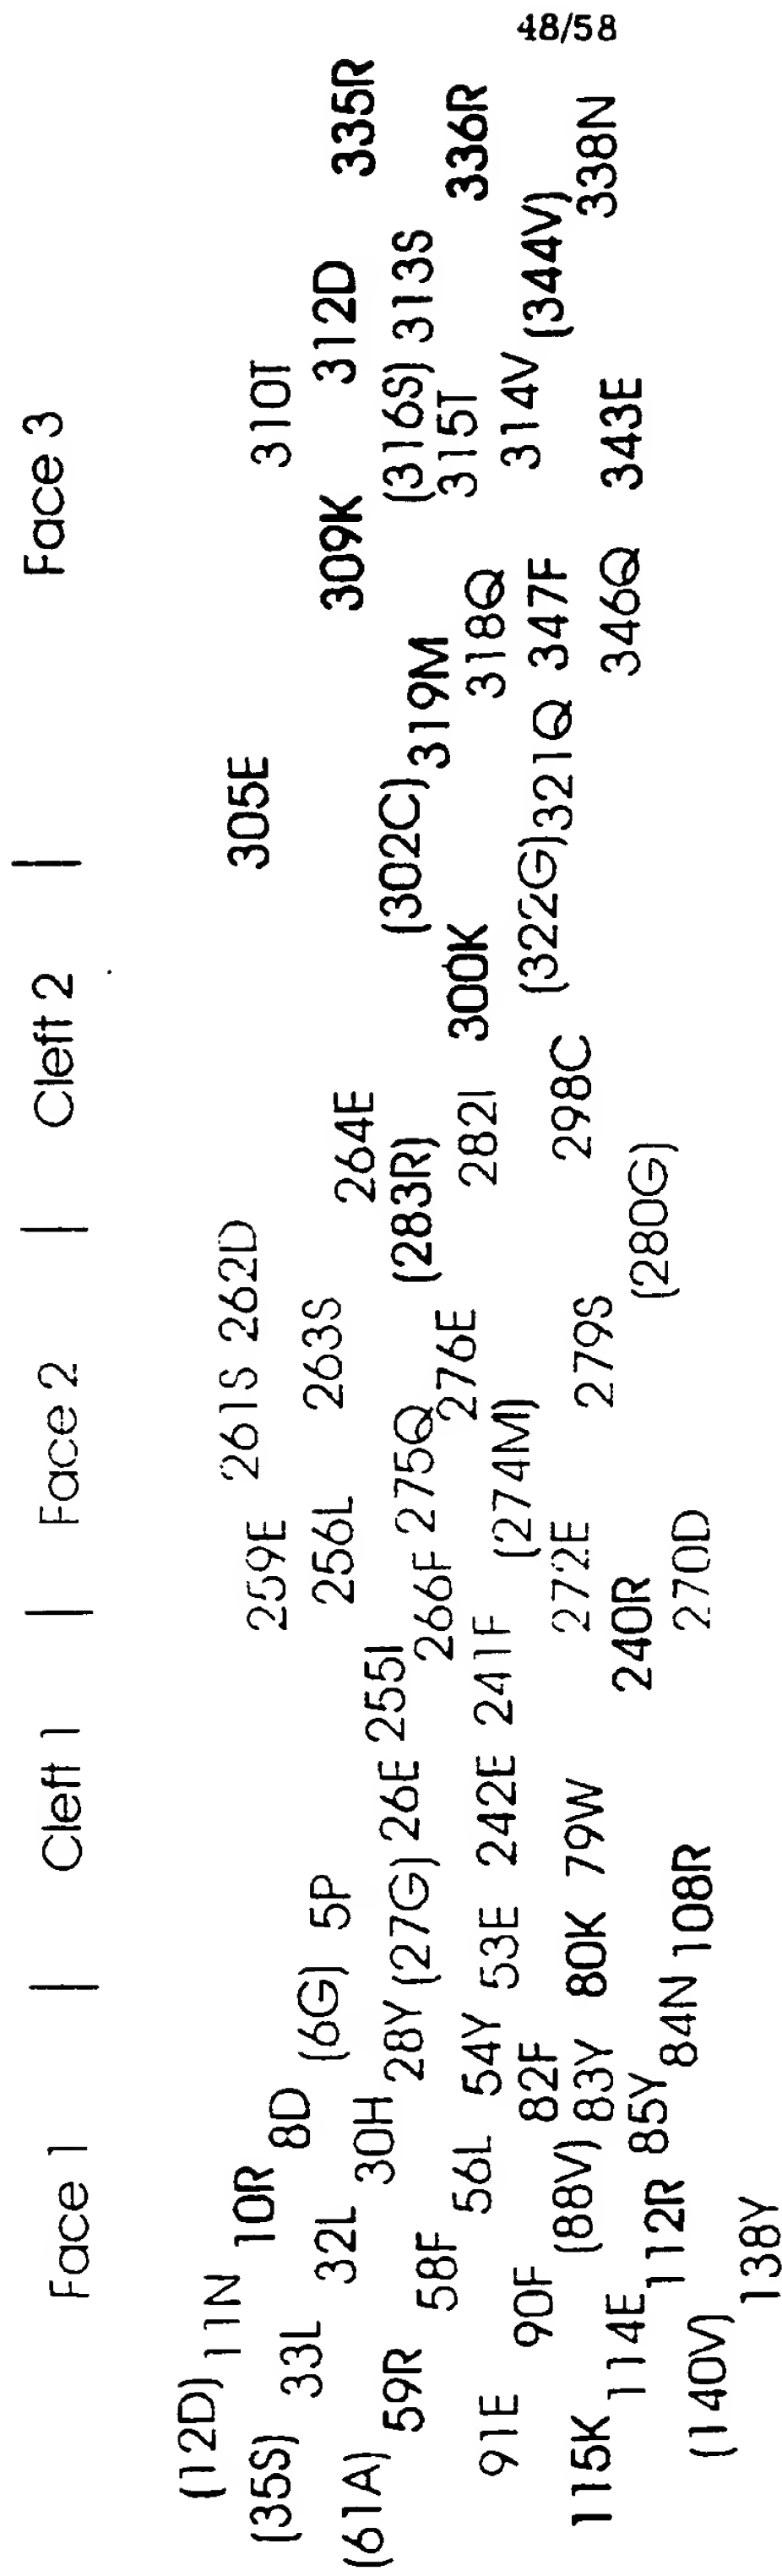 48/58
Face 1 | Cleft 1 | Face 2 | Cleft 2 | Face 3
(12D) 11N 10R 261S 262D 305E
(35S) 33L 8D 259E 310T
32L (6G) 5P 256L 263S 264E 309K 312D 335R
(61A) 30H 28Y (27G) 26E 255I 266F 275Q (283R) (302C) 319M (316S) 313S
59R 58F 276E 315T
56L 54Y 53E 242E 241F (274M) 282I 300K 318Q 336R
91E 90F 82F (322G) 321Q 347F 314V (344V)
(88V) 83Y 80K 79W 272E 279S 298C 338N
115K 114E 112R 85Y 240R (280G) 346Q 343E
84N 108R 270D
(140V) 138Y